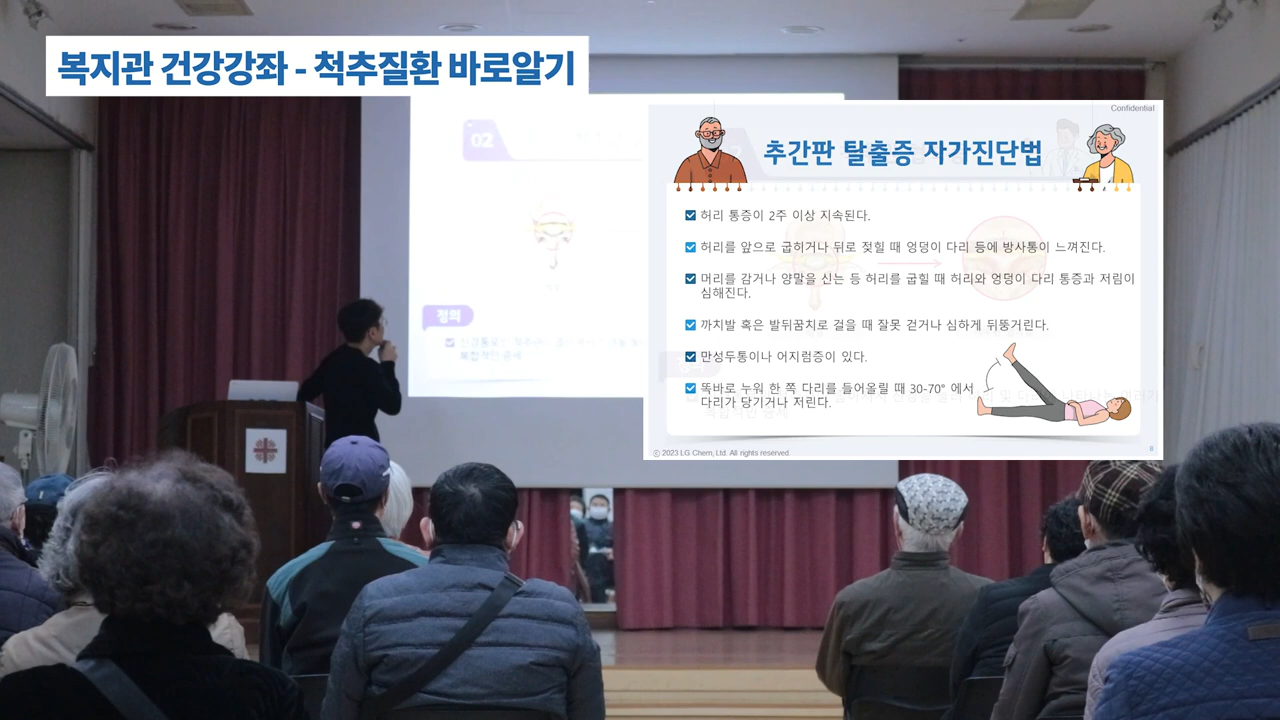 복지관 건강강좌 - 척추질환 바로알기
Confidential
02
추간판 탈출증 자가진단법
허리 통증이 2주 이상 지속된다.
허리를 앞으로 굽히거나 뒤로 젖힐 때 엉덩이 다리 등에 방사통이 느껴진다.
머리를 감거나 양말을 신는 등 허리를 굽힐 때 허리와 엉덩이 다리 통증과 저림이
심해진다.
까치발 혹은 발뒤꿈치로 걸을 때 잘못 걷거나 심하게 뒤뚱거린다.
만성두통이나 어지럼증이 있다.
똑바로 누워 한 쪽 다리를 들어올릴 때 30-70° 에서
다리가 당기거나 저린다.
정의
ⓒ 2023 LG Chem, Ltd. All rights reserved.
8